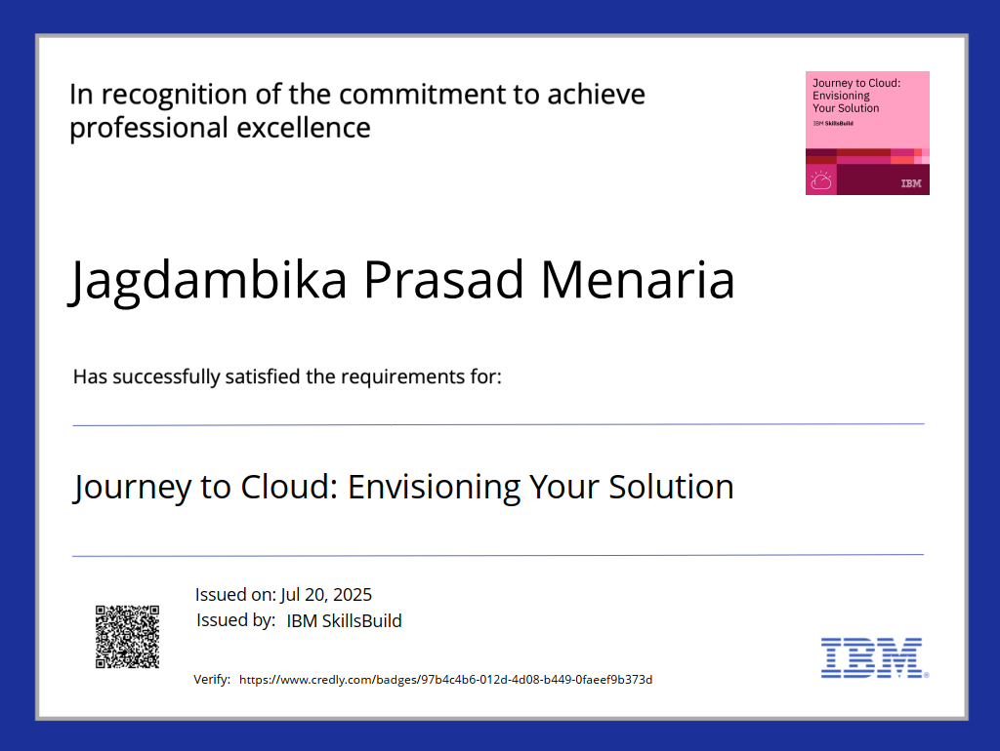 In recognition of the commitment to achieve
professional excellence
Journey to Cloud:
Envisioning
Your Solution
IBM SkillsBuild
IBM
Jagdambika Prasad Menaria
Has successfully satisfied the requirements for:
Journey to Cloud: Envisioning Your Solution
Issued on: Jul 20, 2025
Issued by: IBM SkillsBuild
Verify: https://www.credly.com/badges/97b4c4b6-012d-4d08-b449-0faeef9b373d
IBM®